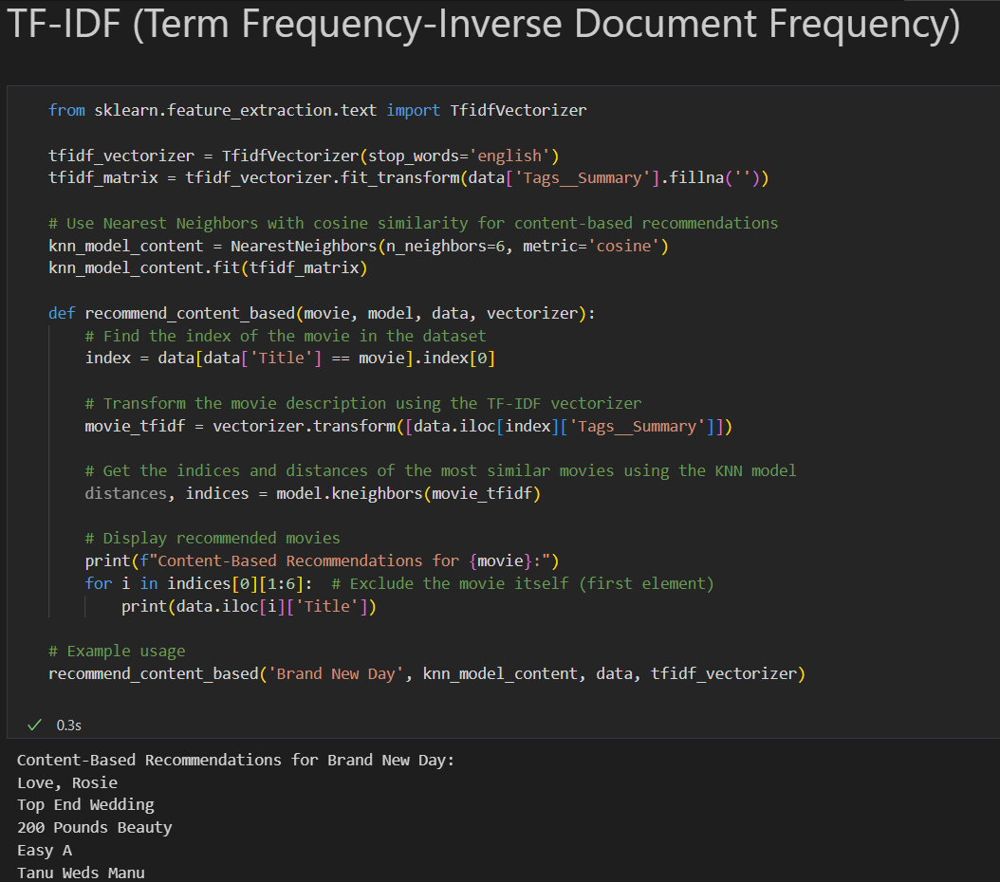 TF-IDF (Term Frequency-Inverse Document Frequency)
from sklearn.feature_extraction.text import TfidfVectorizer
tfidf_vectorizer = TfidfVectorizer(stop_words='english')
tfidf_matrix = tfidf_vectorizer.fit_transform(data['Tags__Summary'].fillna(''))
# Use Nearest Neighbors with cosine similarity for content-based recommendations
knn_model_content = NearestNeighbors(n_neighbors=6, metric='cosine')
knn_model_content.fit(tfidf_matrix)
def recommend_content_based(movie, model, data, vectorizer):
    # Find the index of the movie in the dataset
    index = data[data['Title'] == movie].index[0]
    # Transform the movie description using the TF-IDF vectorizer
    movie_tfidf = vectorizer.transform([data.iloc[index]['Tags__Summary']])
    # Get the indices and distances of the most similar movies using the KNN model
    distances, indices = model.kneighbors(movie_tfidf)
    # Display recommended movies
    print(f"Content-Based Recommendations for {movie}:")
    for i in indices[0][1:6]:  # Exclude the movie itself (first element)
        print(data.iloc[i]['Title'])
# Example usage
recommend_content_based('Brand New Day', knn_model_content, data, tfidf_vectorizer)
0.3s
Content-Based Recommendations for Brand New Day:
Love, Rosie
Top End Wedding
200 Pounds Beauty
Easy A
Tanu Weds Manu